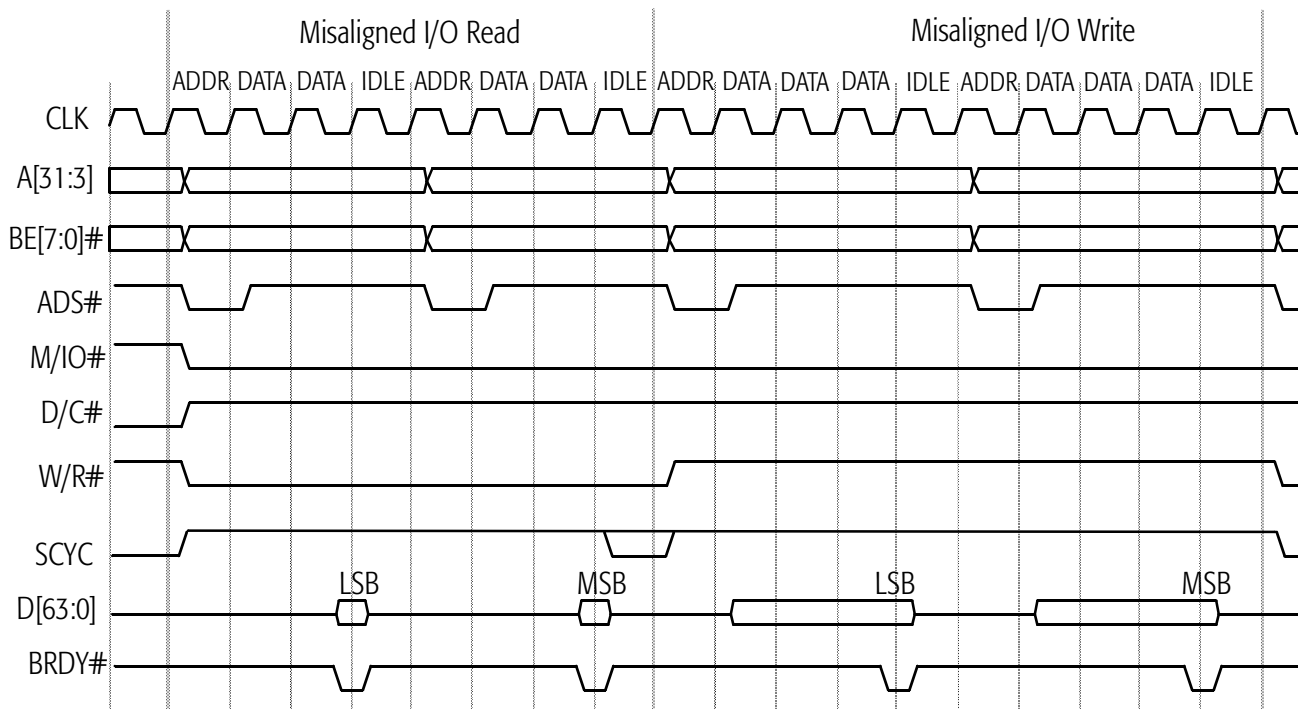 Misaligned I/O Read
Misaligned I/O Write
ADDR DATA DATA IDLE ADDR DATA DATA IDLE ADDR DATA DATA DATA IDLE ADDR DATA DATA DATA IDLE
CLK
A[31:3]
BE[7:0]#
ADS#
M/IO#
D/C#
W/R#
SCYC
LSB MSB LSB MSB
D[63:0]
BRDY#